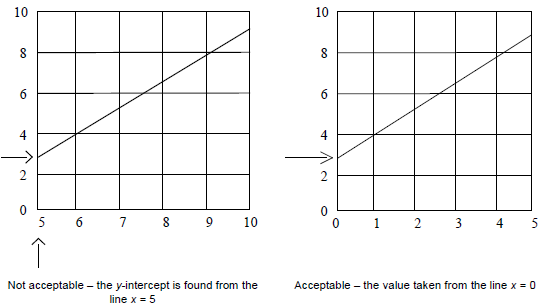 10
8
6
4
2
0
5 6 7 8 9 10
Not acceptable – the y-intercept is found from the
line x = 5
10
8
6
4
2
0
0 1 2 3 4 5
Acceptable – the value taken from the line x = 0